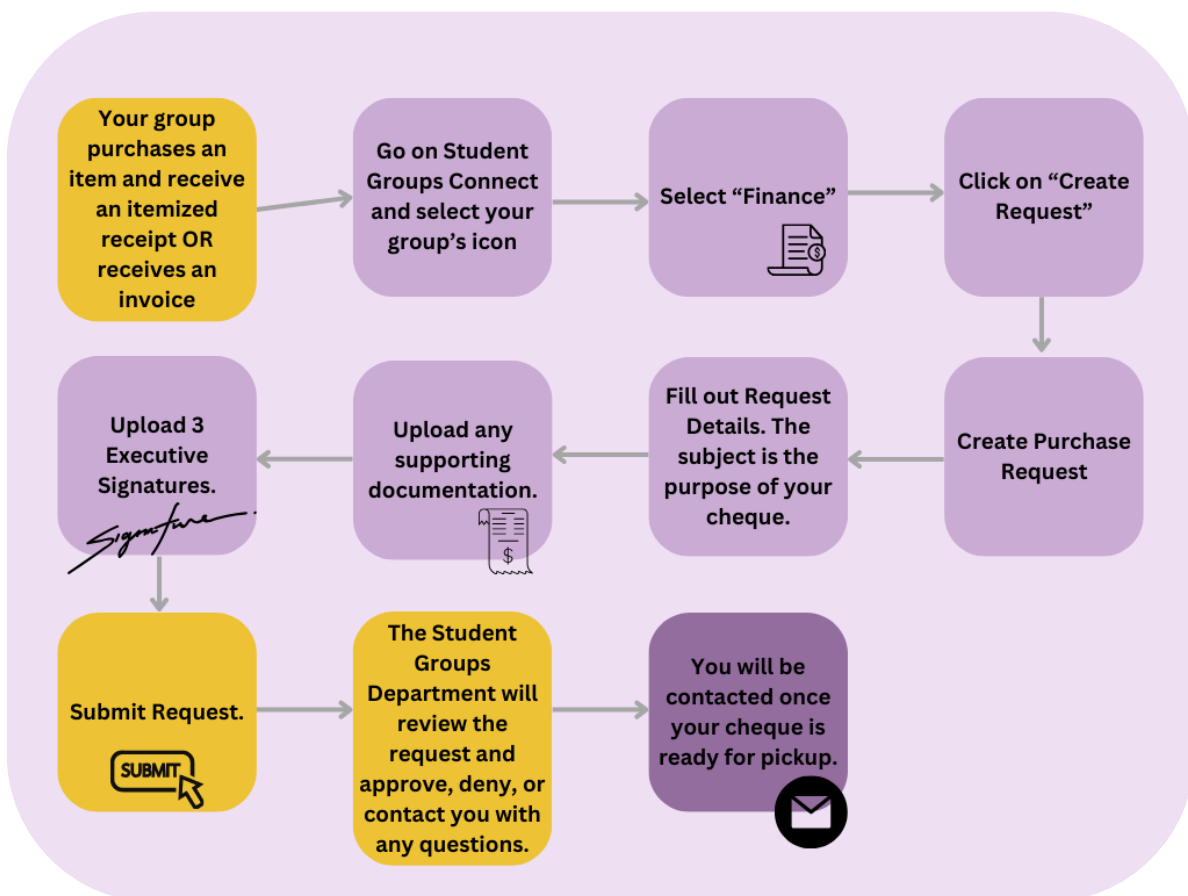 Your group
purchases an
item and receive
an itemized
receipt OR
receives an
invoice
Go on Student
Groups Connect
and select your
group’s icon
Select “Finance”
$
Click on “Create
Request”
Create Purchase
Request
Fill out Request
Details. The
subject is the
purpose of your
cheque.
Upload any
supporting
documentation.
$
Upload 3
Executive
Signatures.
Signature
Submit Request.
SUBMIT
The Student
Groups
Department will
review the
request and
approve, deny, or
contact you with
any questions.
You will be
contacted once
your cheque is
ready for pickup.